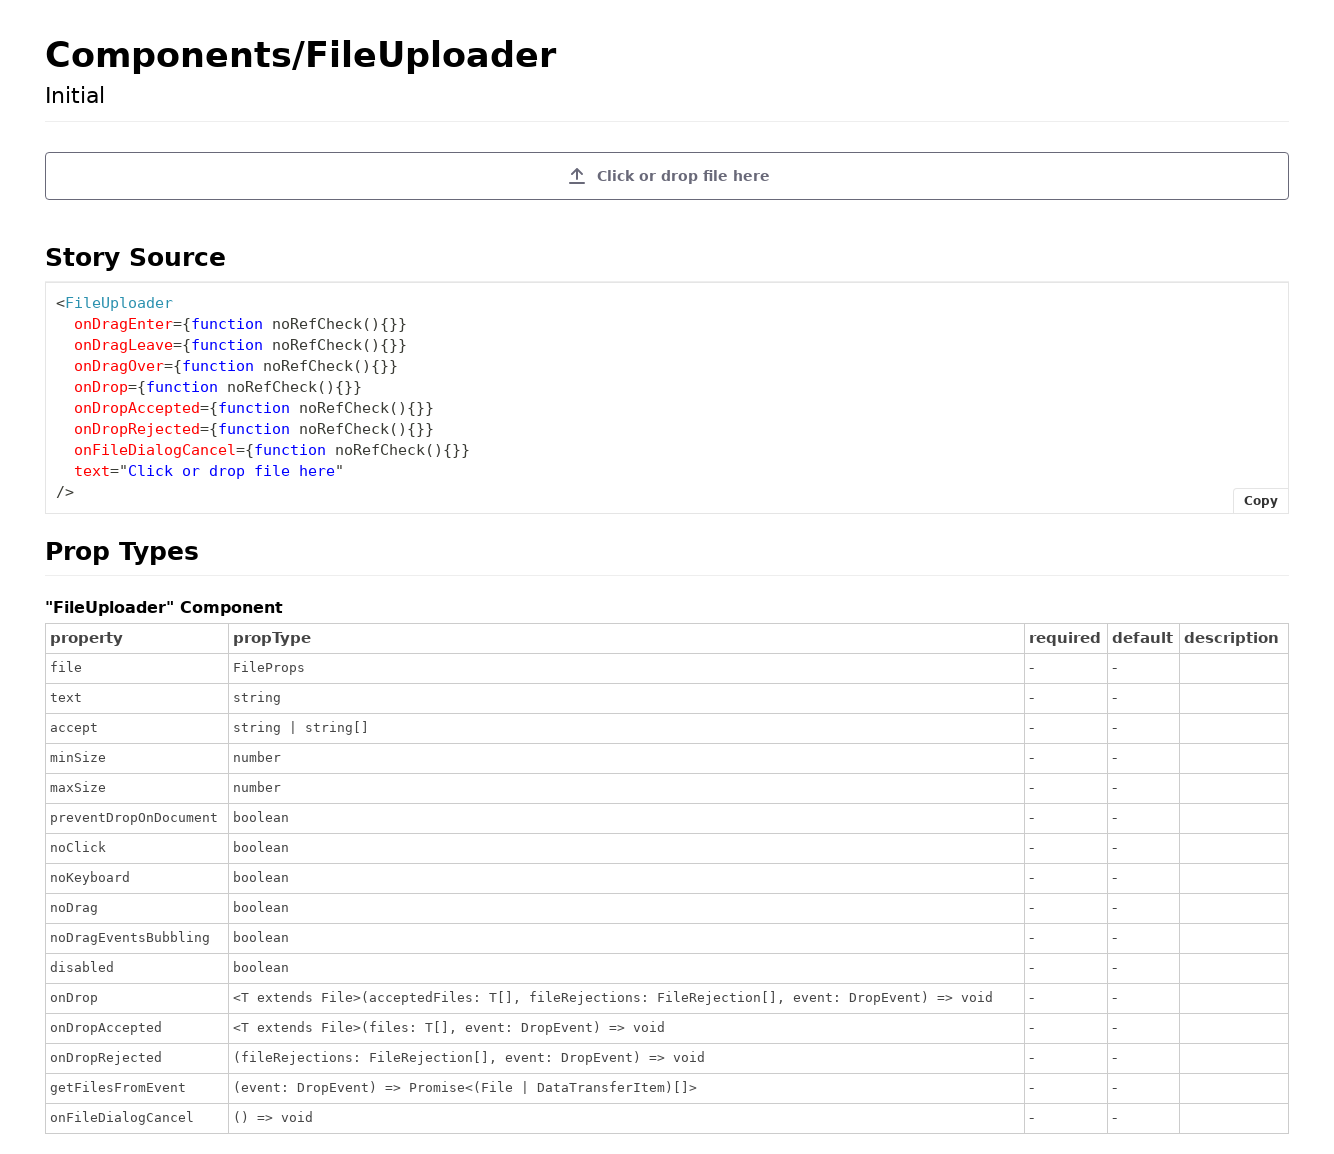 Components/FileUploader
Initial
Click or drop file here
Story Source
<FileUploader
  onDragEnter={function noRefCheck(){}}
  onDragLeave={function noRefCheck(){}}
  onDragOver={function noRefCheck(){}}
  onDrop={function noRefCheck(){}}
  onDropAccepted={function noRefCheck(){}}
  onDropRejected={function noRefCheck(){}}
  onFileDialogCancel={function noRefCheck(){}}
  text="Click or drop file here"
/>
Copy
Prop Types
"FileUploader" Component
property propType required default description
file FileProps - -
text string - -
accept string | string[] - -
minSize number - -
maxSize number - -
preventDropOnDocument boolean - -
noClick boolean - -
noKeyboard boolean - -
noDrag boolean - -
noDragEventsBubbling boolean - -
disabled boolean - -
onDrop <T extends File>(acceptedFiles: T[], fileRejections: FileRejection[], event: DropEvent) => void - -
onDropAccepted <T extends File>(files: T[], event: DropEvent) => void - -
onDropRejected (fileRejections: FileRejection[], event: DropEvent) => void - -
getFilesFromEvent (event: DropEvent) => Promise<(File | DataTransferItem)[]> - -
onFileDialogCancel () => void - -